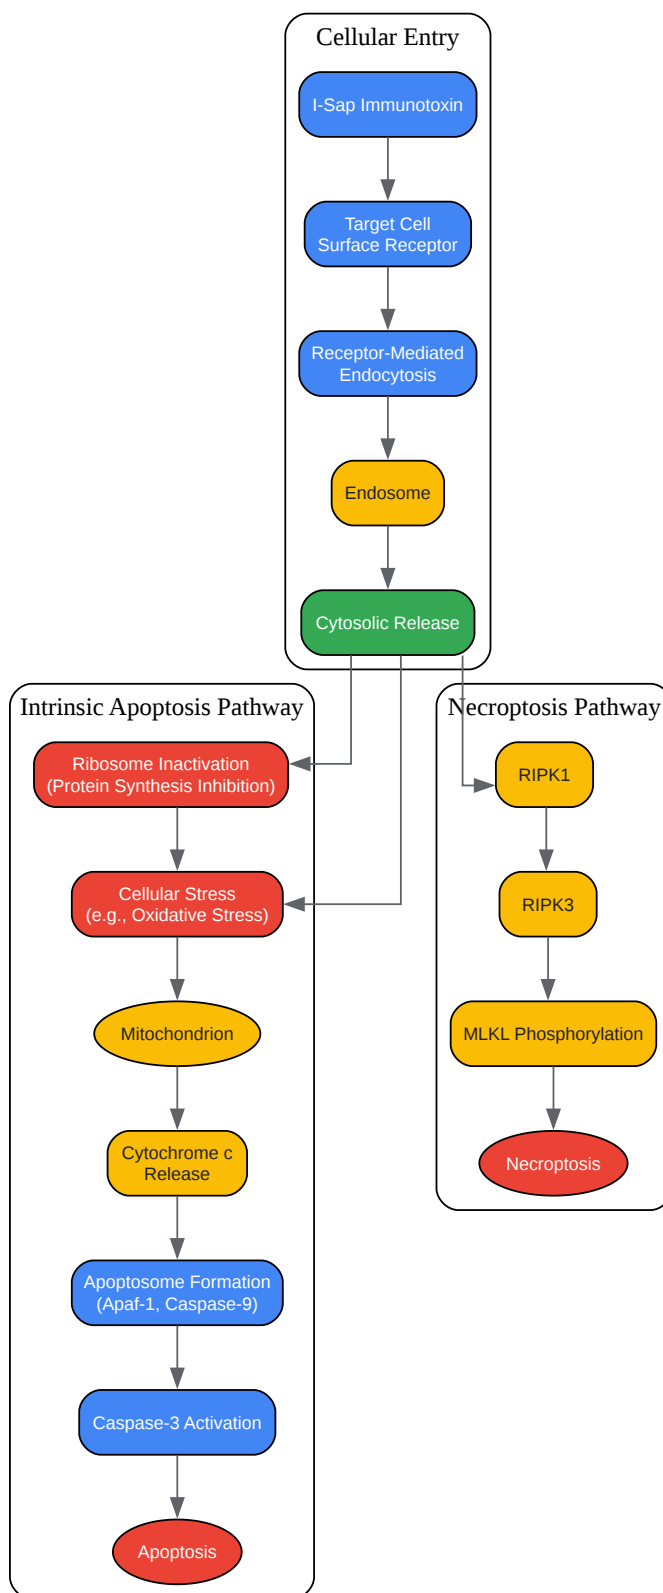 Cellular Entry
I-Sap Immunotoxin
Target Cell
Surface Receptor
Receptor-Mediated
Endocytosis
Endosome
Cytosolic Release
Intrinsic Apoptosis Pathway
Ribosome Inactivation
(Protein Synthesis Inhibition)
Cellular Stress
(e.g., Oxidative Stress)
Mitochondrion
Cytochrome c
Release
Apoptosome Formation
(Apaf-1, Caspase-9)
Caspase-3 Activation
Apoptosis
Necroptosis Pathway
RIPK1
RIPK3
MLKL Phosphorylation
Necroptosis